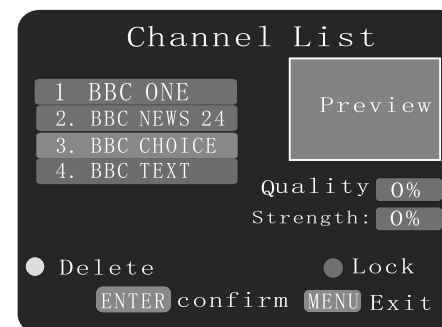 Channel List
1 BBC ONE
2. BBC NEWS 24
3. BBC CHOICE
4. BBC TEXT
Preview
Quality 0%
Strength: 0%
Delete
Lock
ENTER confirm MENU Exit